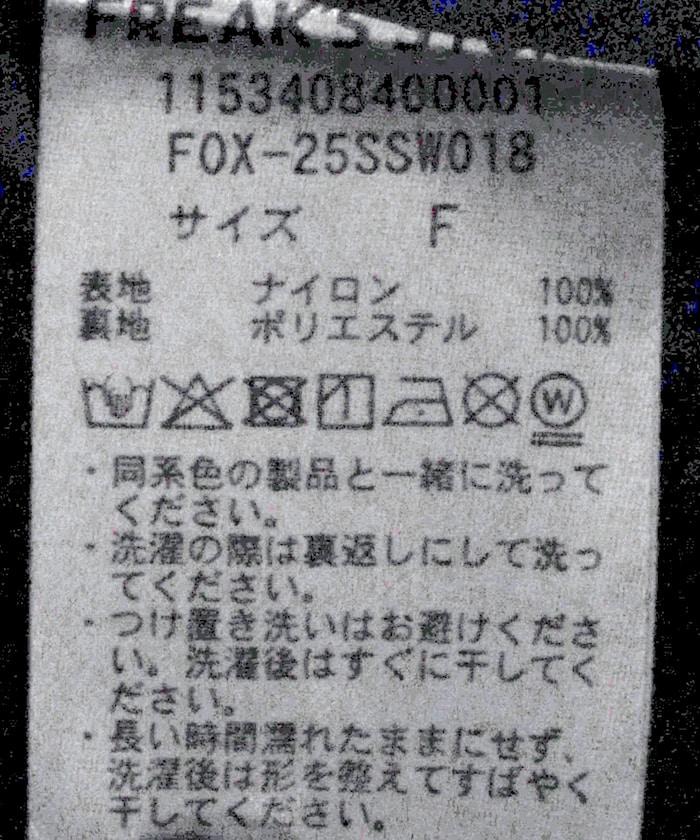 FREAK'S
1153408400001
FOX-25SSW018
サイズ F
表地 ナイロン 100%
裏地 ポリエステル 100%
W
・同系色の製品と一緒に洗って
ください。
・洗濯の際は裏返しにして洗っ
てください。
・つけ置き洗いはお避けくださ
い。洗濯後はすぐに干してく
ださい。
・長い時間濡れたままにせず、
洗濯後は形を整えてすばやく
干してください。